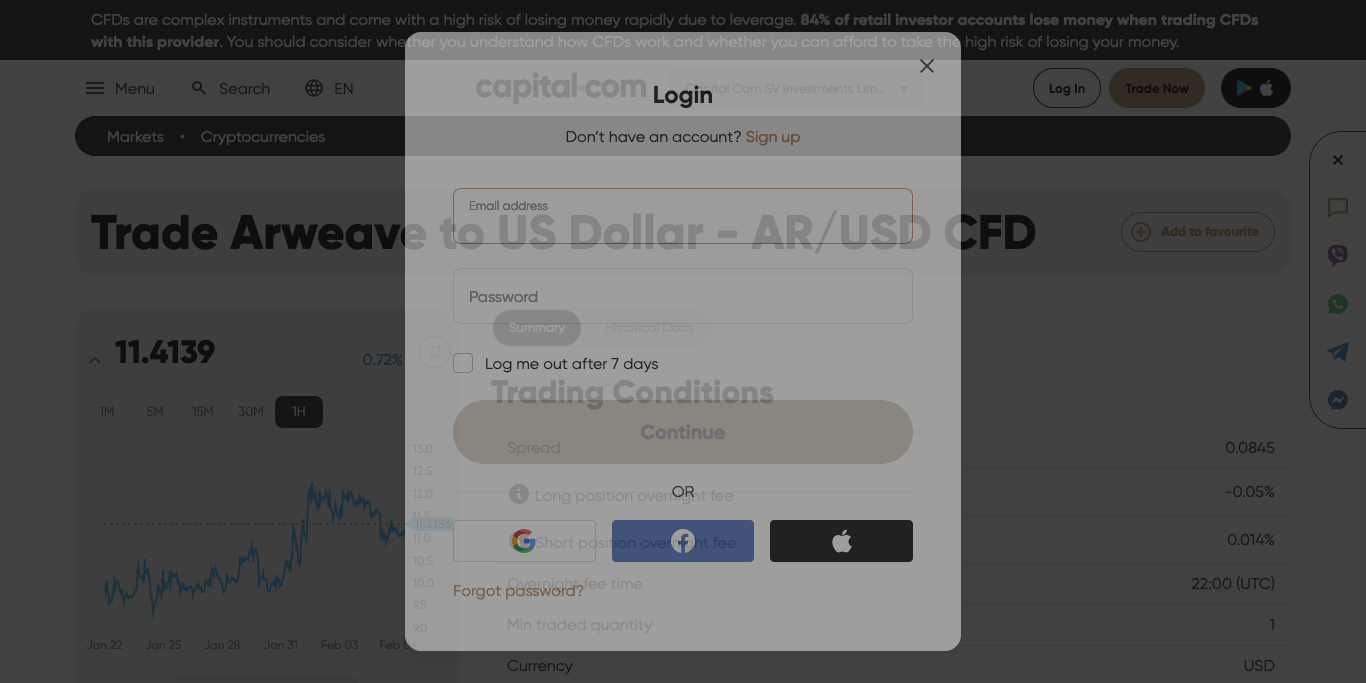 CFDs are complex instruments and come with a high risk of losing money rapidly due to leverage. 84% of retail investor accounts lose money when trading CFDs
with this provider. You should consider whether you understand how CFDs work and whether you can afford to take the high risk of losing your money.
Menu
Search
EN
capital.com
Capital Com SV Investments Lim...
Log In
Trade Now
Markets • Cryptocurrencies
Login
Don't have an account? Sign up
Trade Arweave to US Dollar - AR/USD CFD
Add to favourite
Email address
Password
Summary
Historical Data
Log me out after 7 days
11.4139
0.72%
1M
5M
15M
30M
1H
Trading Conditions
Continue
Spread
0.0845
OR
Long position overnight fee
-0.05%
Short position overnight fee
0.014%
Overnight fee time
22:00 (UTC)
Forgot password?
Min traded quantity
1
Currency
USD
13.0
12.5
12.0
11.5
11.3386
11.0
10.5
10.0
9.5
9.0
Jan 22
Jan 25
Jan 28
Jan 31
Feb 03
Feb